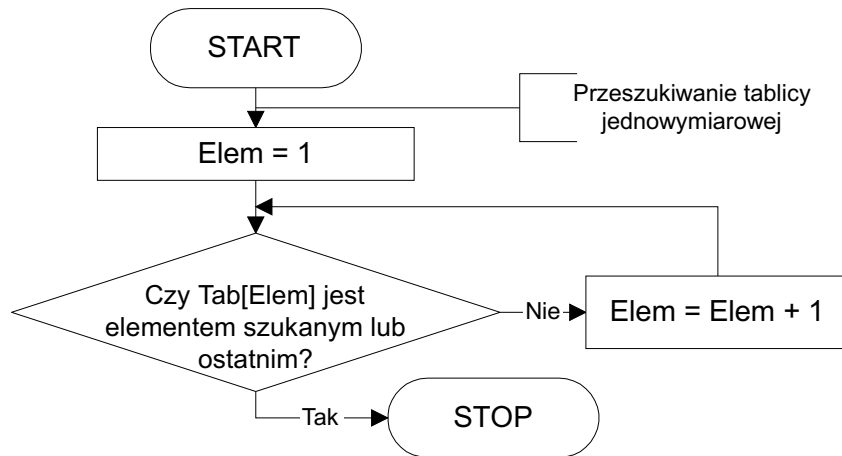 START
Przeszukiwanie tablicy
jednowymiarowej
Elem = 1
Czy Tab[Elem] jest
elementem szukanym lub
ostatnim?
Nie
Elem = Elem + 1
Tak
STOP